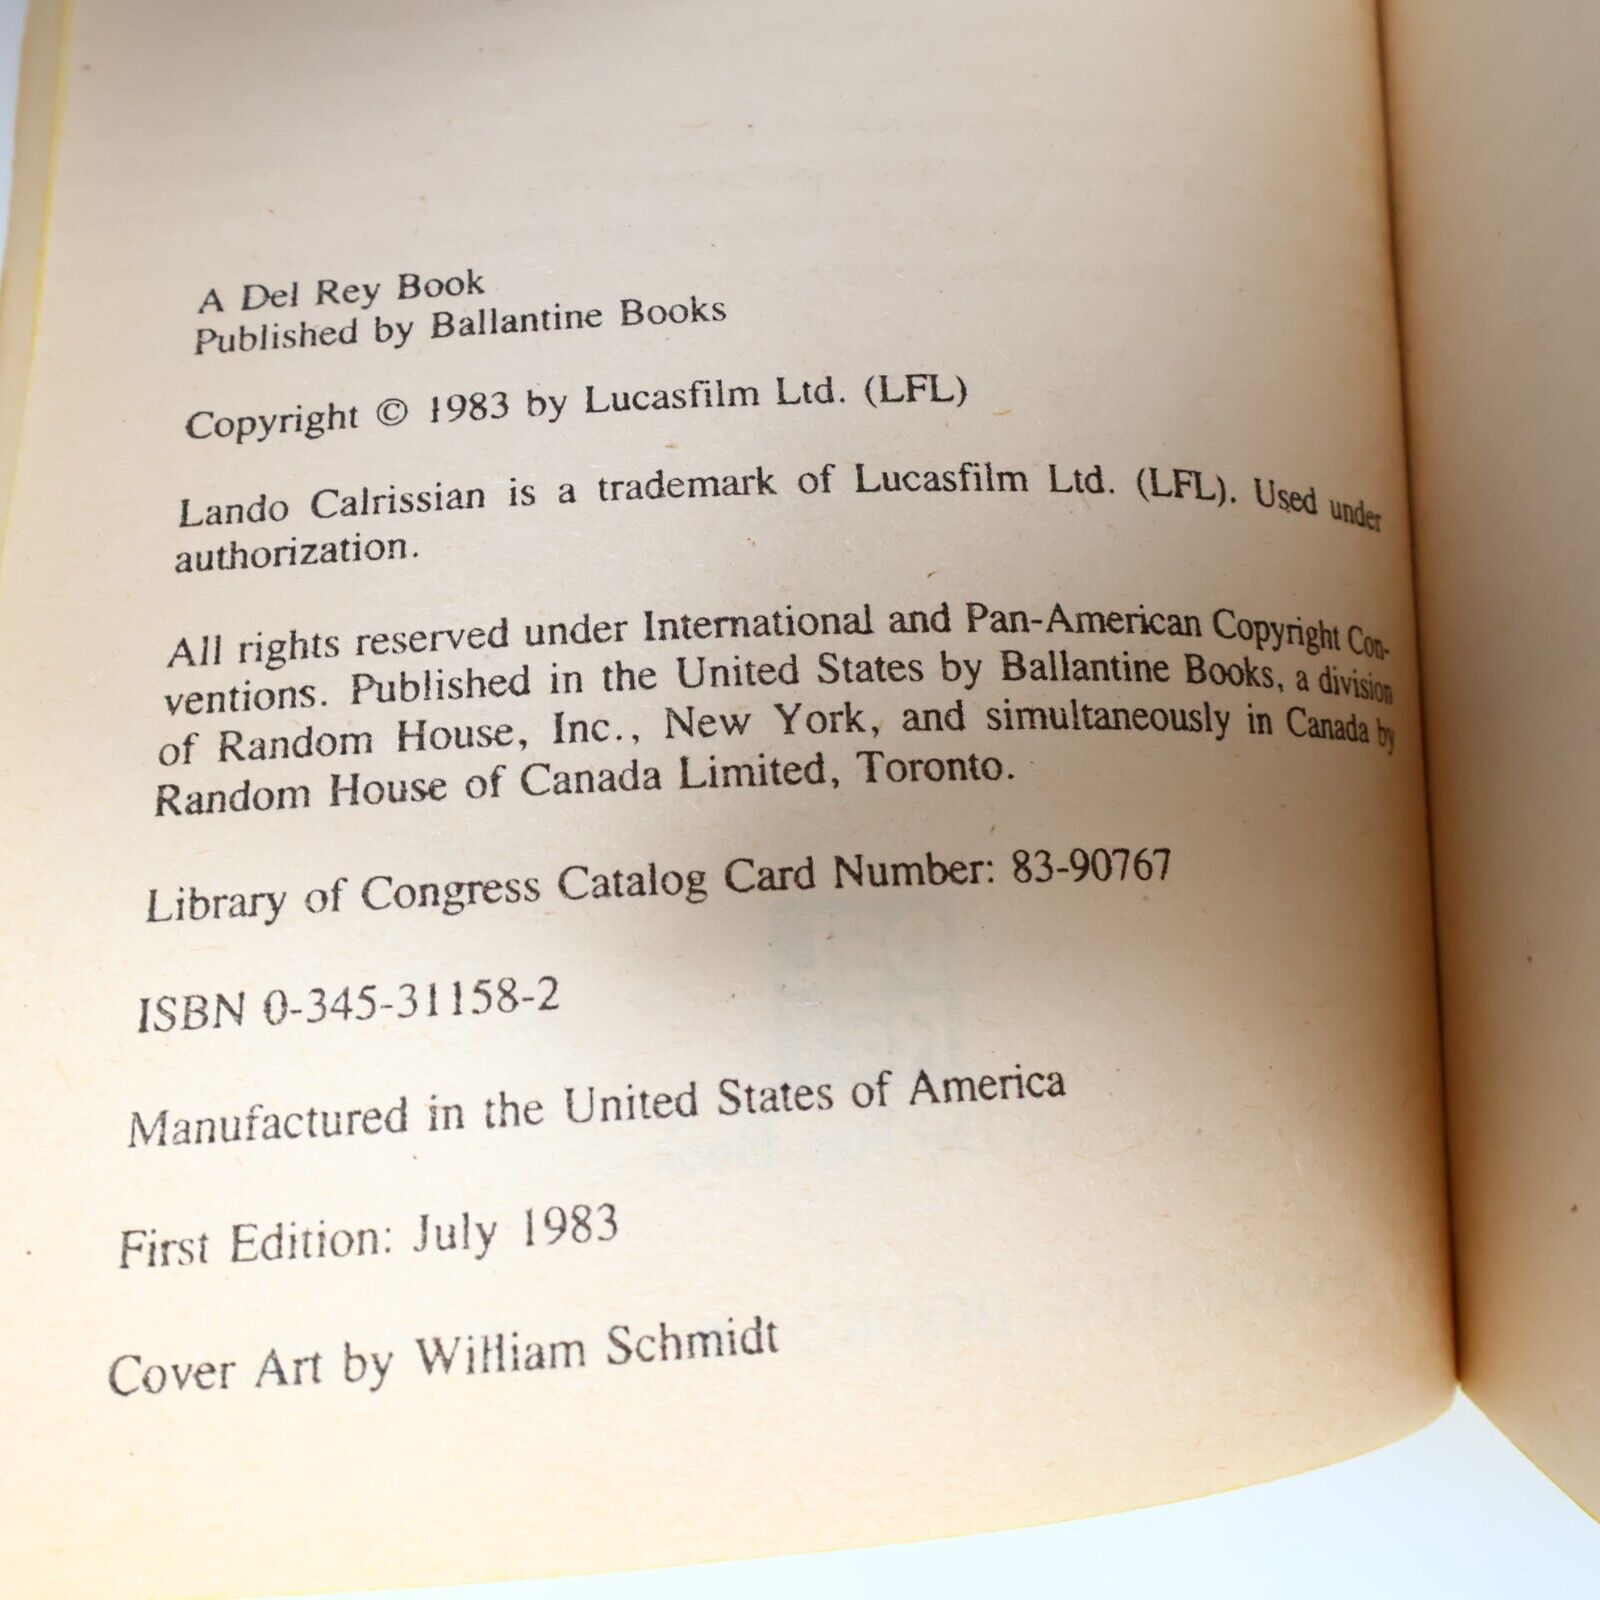 A Del Rey Book
Published by Ballantine Books
Copyright © 1983 by Lucasfilm Ltd. (LFL)
Lando Calrissian is a trademark of Lucasfilm Ltd. (LFL). Used under
authorization.
All rights reserved under International and Pan-American Copyright Con-
ventions. Published in the United States by Ballantine Books, a division
of Random House, Inc., New York, and simultaneously in Canada by
Random House of Canada Limited, Toronto.
Library of Congress Catalog Card Number: 83-90767
ISBN 0-345-31158-2
Manufactured in the United States of America
First Edition: July 1983
Cover Art by William Schmidt